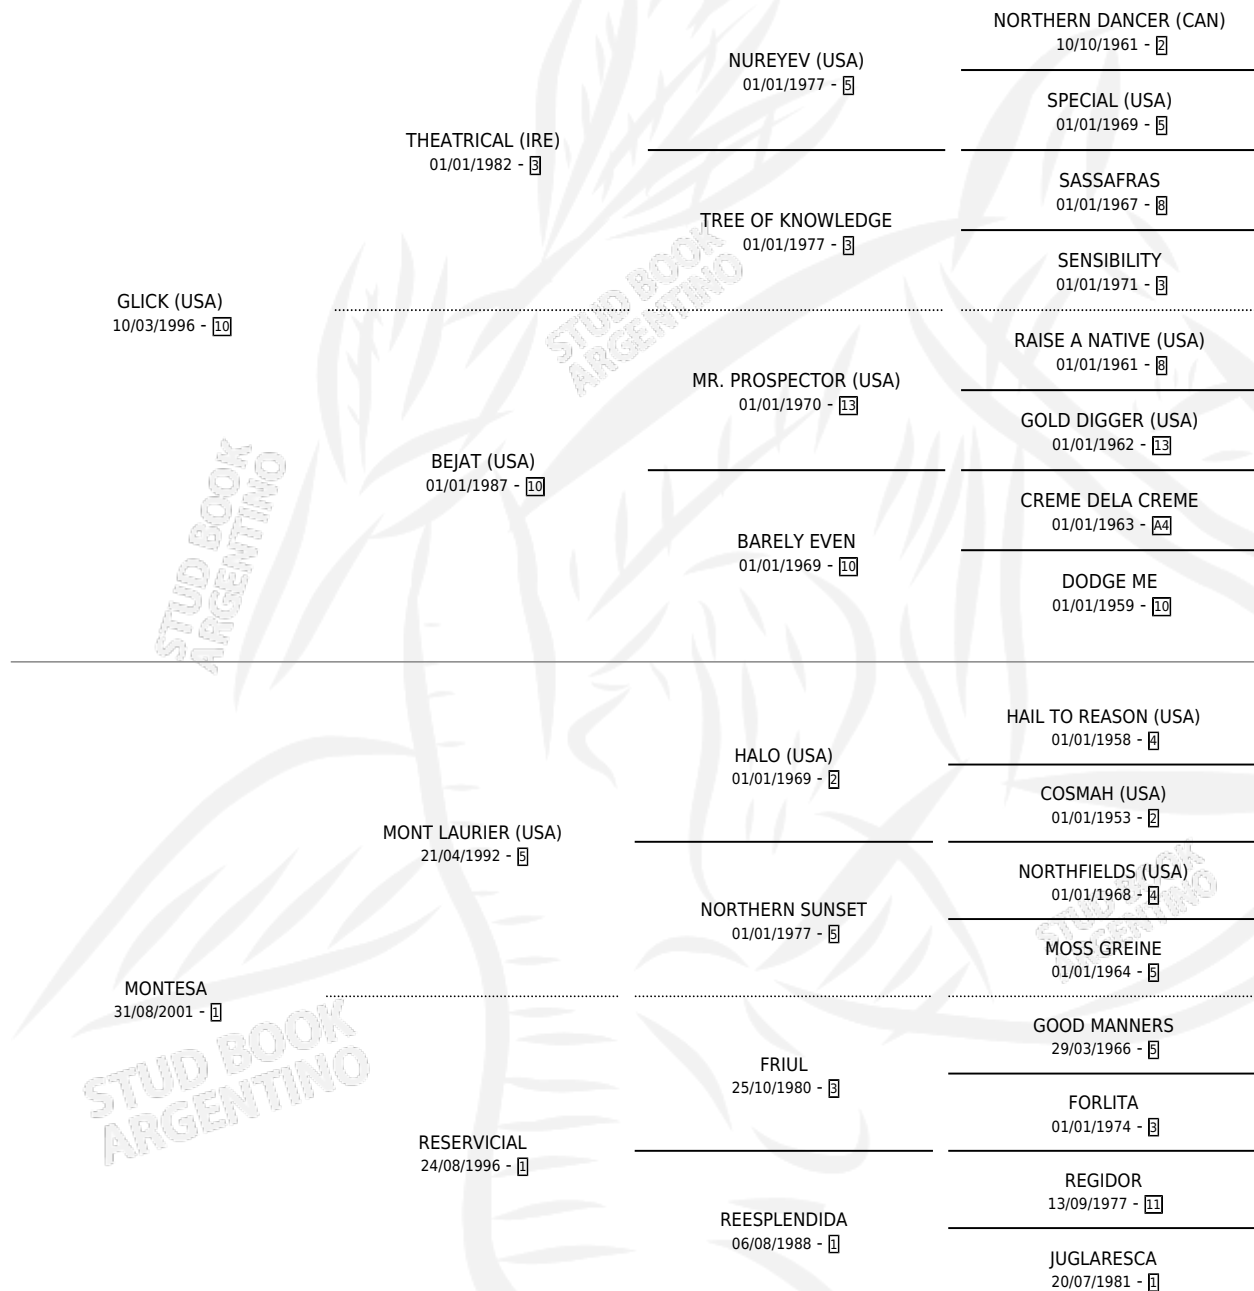 NORTHERN DANCER (CAN)
10/10/1961 - 2
NUREYEV (USA)
01/01/1977 - 5
SPECIAL (USA)
01/01/1969 - 5
THEATRICAL (IRE)
01/01/1982 - 3
SASSAFRAS
01/01/1967 - 8
TREE OF KNOWLEDGE
01/01/1977 - 3
SENSIBILITY
01/01/1971 - 3
GLICK (USA)
10/03/1996 - 10
STUD BOOK
ARGENTINO
RAISE A NATIVE (USA)
01/01/1961 - 8
MR. PROSPECTOR (USA)
01/01/1970 - 13
GOLD DIGGER (USA)
01/01/1962 - 13
BEJAT (USA)
01/01/1987 - 10
CREME DELA CREME
01/01/1963 - A4
BARELY EVEN
01/01/1969 - 10
DODGE ME
01/01/1959 - 10
STUD BOOK
ARGENTINO
HAIL TO REASON (USA)
01/01/1958 - 4
HALO (USA)
01/01/1969 - 2
COSMAH (USA)
01/01/1953 - 2
MONT LAURIER (USA)
21/04/1992 - 5
NORTHFIELDS (USA)
01/01/1968 - 4
NORTHERN SUNSET
01/01/1977 - 5
STUD BOOK
ARGENTINO
MOSS GREINE
01/01/1964 - 5
MONTESA
31/08/2001 - 1
GOOD MANNERS
29/03/1966 - 5
FRIUL
25/10/1980 - 3
STUD BOOK
ARGENTINO
FORLITA
01/01/1974 - 3
RESERVICIAL
24/08/1996 - 1
REGIDOR
13/09/1977 - 11
REESPLENDIDA
06/08/1988 - 1
JUGLARESCA
20/07/1981 - 1